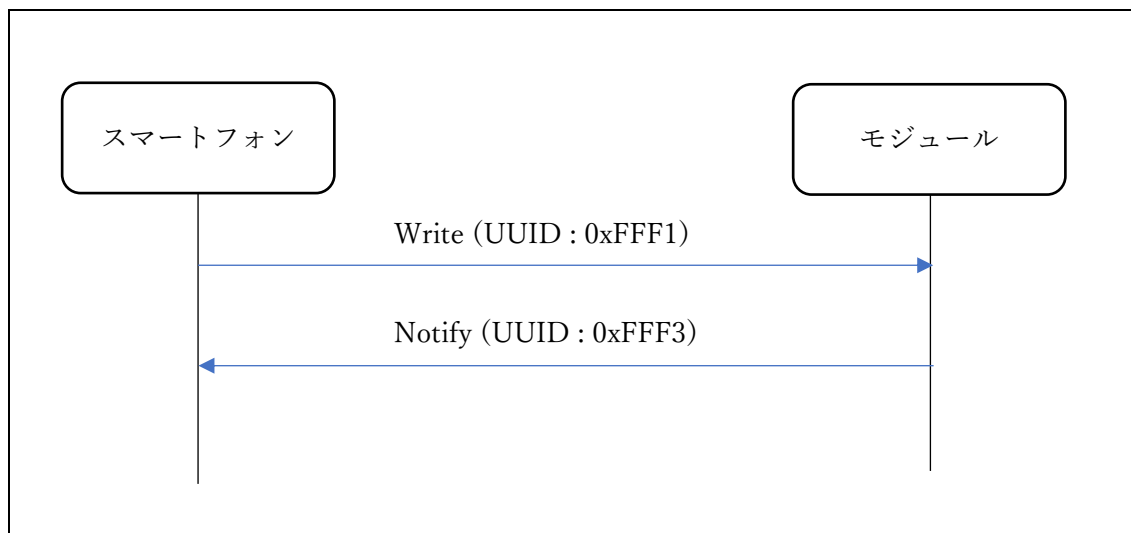 スマートフォン
モジュール
Write (UUID : 0xFFF1)
Notify (UUID : 0xFFF3)